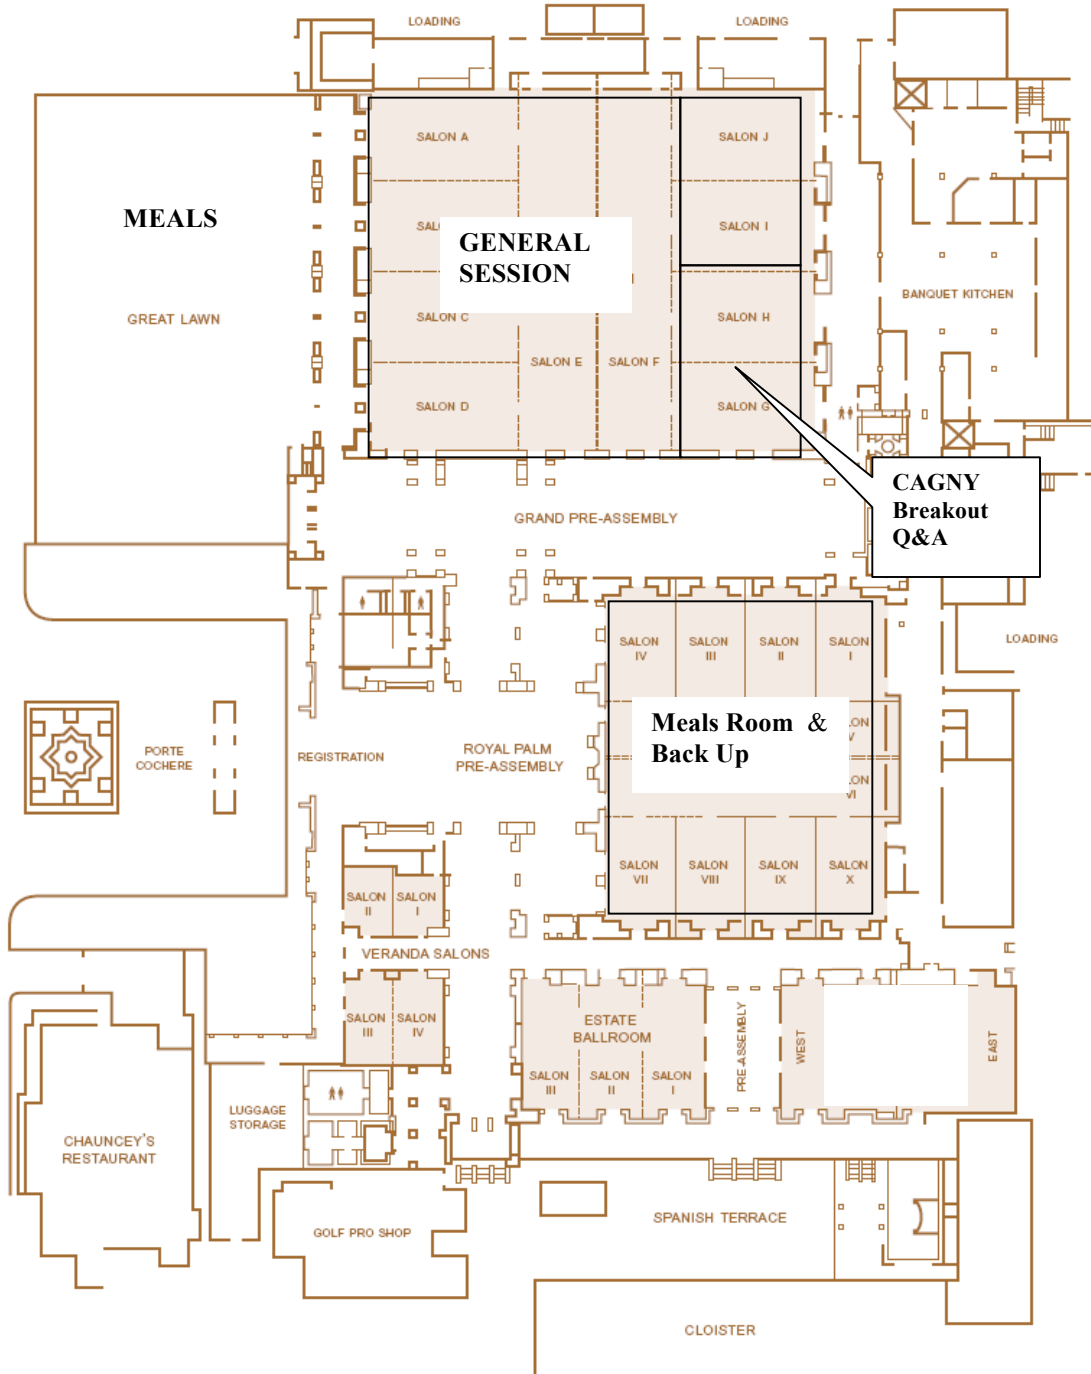 LOADING
LOADING
SALON A
SALON J
MEALS
GENERAL
SESSION
SALON I
GREAT LAWN
SALON C
SALON H
BANQUET KITCHEN
SALON E
SALON F
SALON D
SALON G
CAGNY
Breakout
Q&A
GRAND PRE-ASSEMBLY
LOADING
SALON
IV
SALON
III
SALON
II
SALON
I
Meals Room &
Back Up
V
VI
PORTE
COCHERE
REGISTRATION
ROYAL PALM
PRE-ASSEMBLY
SALON
VII
SALON
VIII
SALON
IX
SALON
X
SALON
II
SALON
I
VERANDA SALONS
SALON
III
SALON
IV
ESTATE
BALLROOM
SALON
III
SALON
II
SALON
I
PRE-ASSEMBLY
WEST
EAST
LUGGAGE
STORAGE
CHAUNCEY'S
RESTAURANT
GOLF PRO SHOP
SPANISH TERRACE
CLOISTER